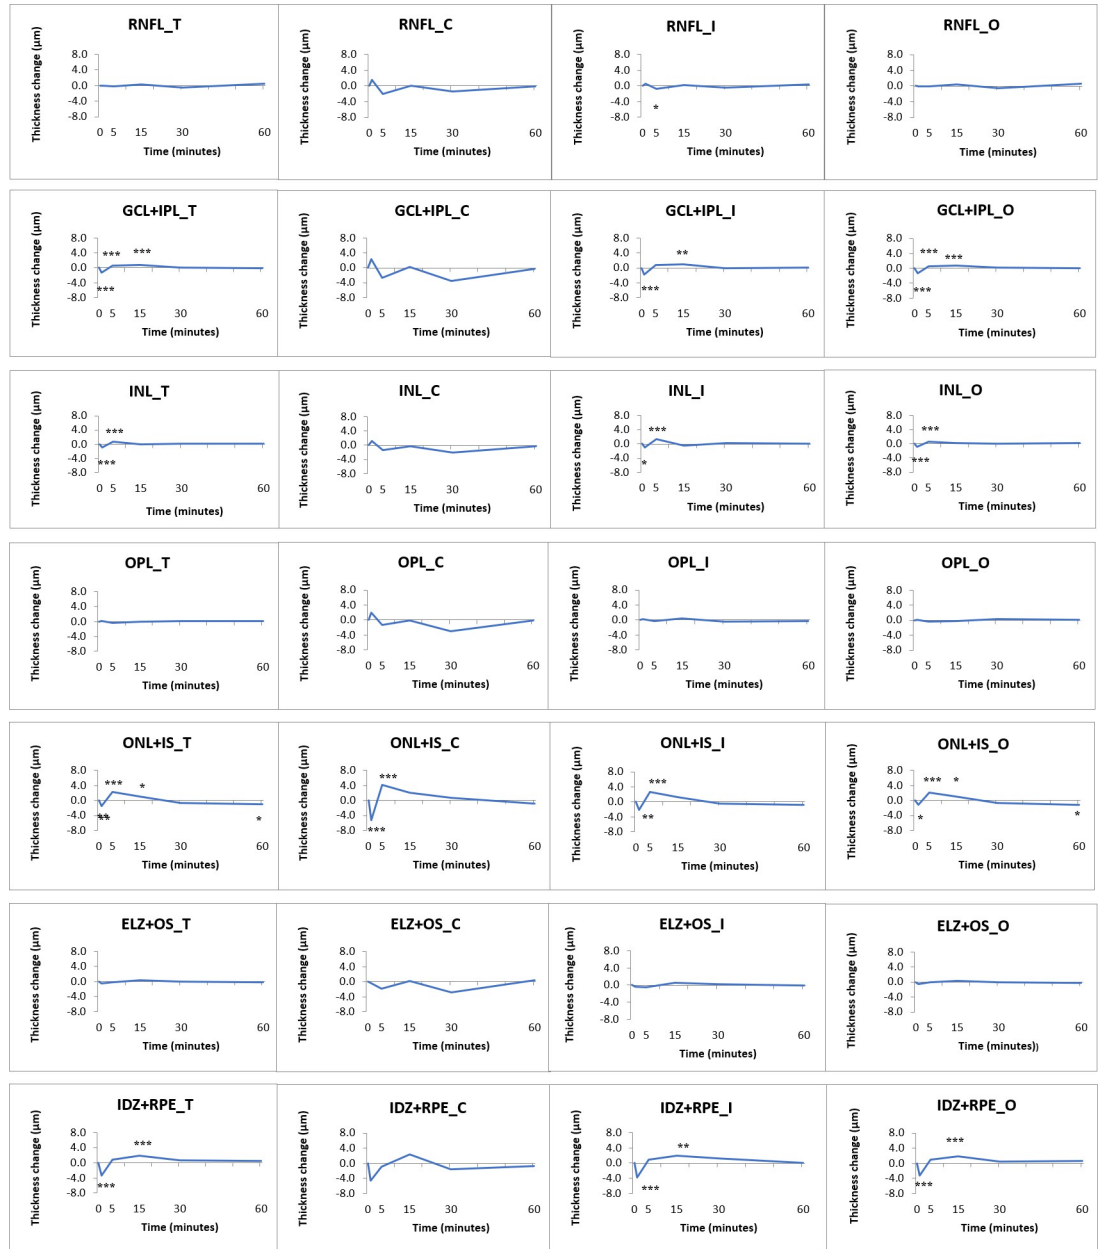 RNFL_T
Thickness change (µm)
8.0
4.0
0.0
-4.0
-8.0
0 5 15 30 60
Time (minutes)
RNFL_C
Thickness change (µm)
8.0
4.0
0.0
-4.0
-8.0
0 5 15 30 60
Time (minutes)
RNFL_I
Thickness change (µm)
8.0
4.0
0.0
-4.0
*
-8.0
0 5 15 30 60
Time (minutes)
RNFL_O
Thickness change (µm)
8.0
4.0
0.0
-4.0
-8.0
0 5 15 30 60
Time (minutes)
GCL+IPL_T
Thickness change (µm)
8.0
4.0 *** ***
0.0
-4.0
***
-8.0
0 5 15 30 60
Time (minutes)
GCL+IPL_C
Thickness change (µm)
8.0
4.0
0.0
-4.0
-8.0
0 5 15 30 60
Time (minutes)
GCL+IPL_I
Thickness change (µm)
8.0
4.0 **
0.0
-4.0
***
-8.0
0 5 15 30 60
Time (minutes)
GCL+IPL_O
Thickness change (µm)
8.0
4.0 *** ***
0.0
-4.0
***
-8.0
0 5 15 30 60
Time (minutes)
INL_T
Thickness change (µm)
8.0
4.0 ***
0.0
-4.0 ***
-8.0
0 5 15 30 60
Time (minutes)
INL_C
Thickness change (µm)
8.0
4.0
0.0
-4.0
-8.0
0 5 15 30 60
Time (minutes)
INL_I
Thickness change (µm)
8.0
4.0 ***
0.0
-4.0 *
-8.0
0 5 15 30 60
Time (minutes)
INL_O
Thickness change (µm)
8.0
4.0 ***
0.0
-4.0 ***
-8.0
0 5 15 30 60
Time (minutes)
OPL_T
Thickness change (µm)
8.0
4.0
0.0
-4.0
-8.0
0 5 15 30 60
Time (minutes)
OPL_C
Thickness change (µm)
8.0
4.0
0.0
-4.0
-8.0
0 5 15 30 60
Time (minutes)
OPL_I
Thickness change (µm)
8.0
4.0
0.0
-4.0
-8.0
0 5 15 30 60
Time (minutes)
OPL_O
Thickness change (µm)
8.0
4.0
0.0
-4.0
-8.0
0 5 15 30 60
Time (minutes)
ONL+IS_T
Thickness change (µm)
8.0
4.0 *** *
0.0
-4.0 *
-8.0
0 5 15 30 60
Time (minutes)
ONL+IS_C
Thickness change (µm)
8.0
4.0 ***
0.0
-4.0
-8.0 ***
0 5 15 30 60
Time (minutes)
ONL+IS_I
Thickness change (µm)
8.0
4.0 ***
0.0
-4.0 **
-8.0
0 5 15 30 60
Time (minutes)
ONL+IS_O
Thickness change (µm)
8.0
4.0 *** *
0.0
-4.0 * *
-8.0
0 5 15 30 60
Time (minutes)
ELZ+OS_T
Thickness change (µm)
8.0
4.0
0.0
-4.0
-8.0
0 5 15 30 60
Time (minutes)
ELZ+OS_C
Thickness change (µm)
8.0
4.0
0.0
-4.0
-8.0
0 5 15 30 60
Time (minutes)
ELZ+OS_I
Thickness change (µm)
8.0
4.0
0.0
-4.0
-8.0
0 5 15 30 60
Time (minutes)
ELZ+OS_O
Thickness change (µm)
8.0
4.0
0.0
-4.0
-8.0
0 5 15 30 60
Time (minutes))
IDZ+RPE_T
Thickness change (µm)
8.0
4.0 ***
0.0
-4.0
***
-8.0
0 5 15 30 60
Time (minutes)
IDZ+RPE_C
Thickness change (µm)
8.0
4.0
0.0
-4.0
-8.0
0 5 15 30 60
Time (minutes)
IDZ+RPE_I
Thickness change (µm)
8.0
4.0 **
0.0
-4.0
***
-8.0
0 5 15 30 60
Time (minutes)
IDZ+RPE_O
Thickness change (µm)
8.0
4.0 ***
0.0
-4.0
***
-8.0
0 5 15 30 60
Time (minutes)